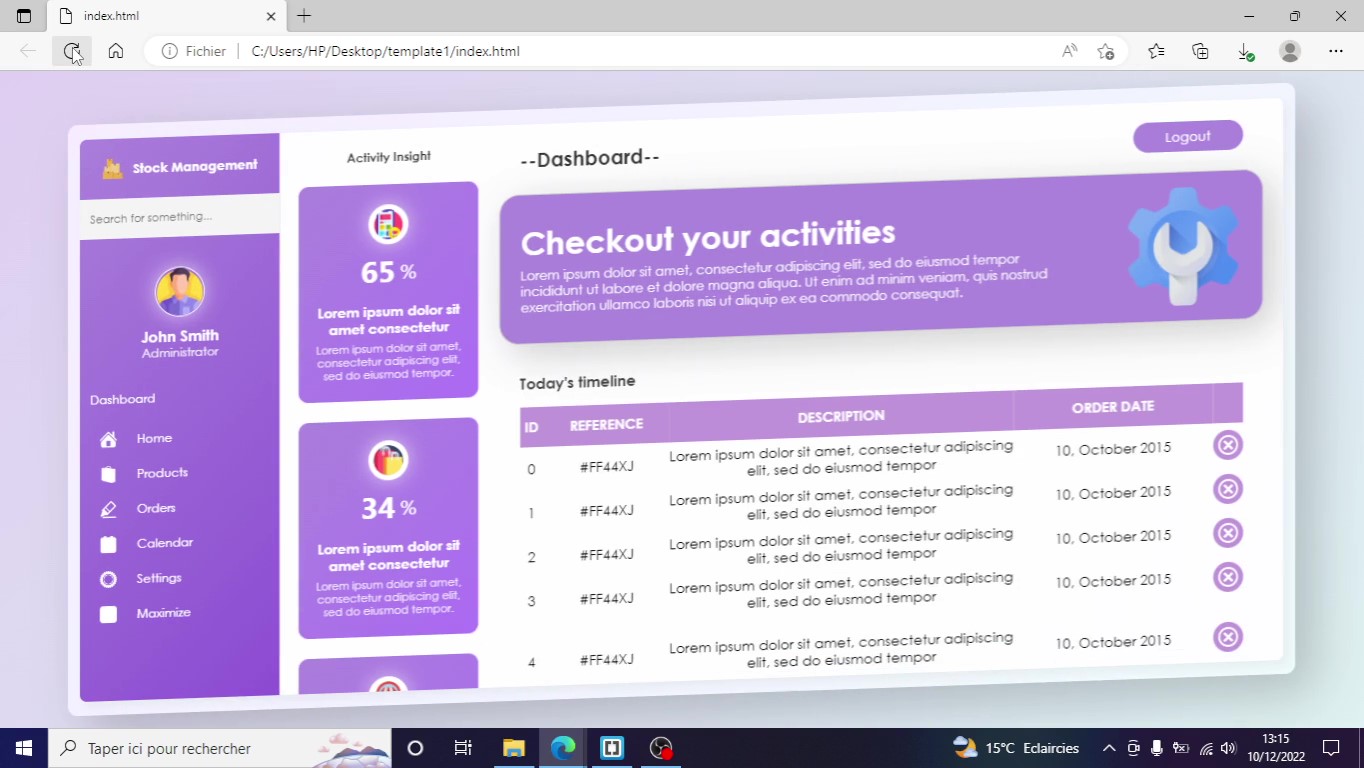 index.html
Fichier
C:/Users/HP/Desktop/template1/index.html
Stock Management
Search for something...
John Smith
Administrator
Dashboard
Home
Products
Orders
Calendar
Settings
Maximize
Activity Insight
65 %
Lorem ipsum dolor sit
amet consectetur
Lorem ipsum dolor sit amet,
consectetur adipiscing elit,
sed do eiusmod tempor.
34 %
Lorem ipsum dolor sit
amet consectetur
Lorem ipsum dolor sit amet,
consectetur adipiscing elit,
sed do eiusmod tempor.
--Dashboard--
Logout
Checkout your activities
Lorem ipsum dolor sit amet, consectetur adipiscing elit, sed do eiusmod tempor
incididunt ut labore et dolore magna aliqua. Ut enim ad minim veniam, quis nostrud
exercitation ullamco laboris nisi ut aliquip ex ea commodo consequat.
Today's timeline
ID REFERENCE DESCRIPTION ORDER DATE
0 #FF44XJ Lorem ipsum dolor sit amet, consectetur adipiscing 10, October 2015
elit, sed do eiusmod tempor
1 #FF44XJ Lorem ipsum dolor sit amet, consectetur adipiscing 10, October 2015
elit, sed do eiusmod tempor
2 #FF44XJ Lorem ipsum dolor sit amet, consectetur adipiscing 10, October 2015
elit, sed do eiusmod tempor
3 #FF44XJ Lorem ipsum dolor sit amet, consectetur adipiscing 10, October 2015
elit, sed do eiusmod tempor
4 #FF44XJ Lorem ipsum dolor sit amet, consectetur adipiscing 10, October 2015
elit, sed do eiusmod tempor
Taper ici pour rechercher
15°C Eclaircies
13:15
10/12/2022